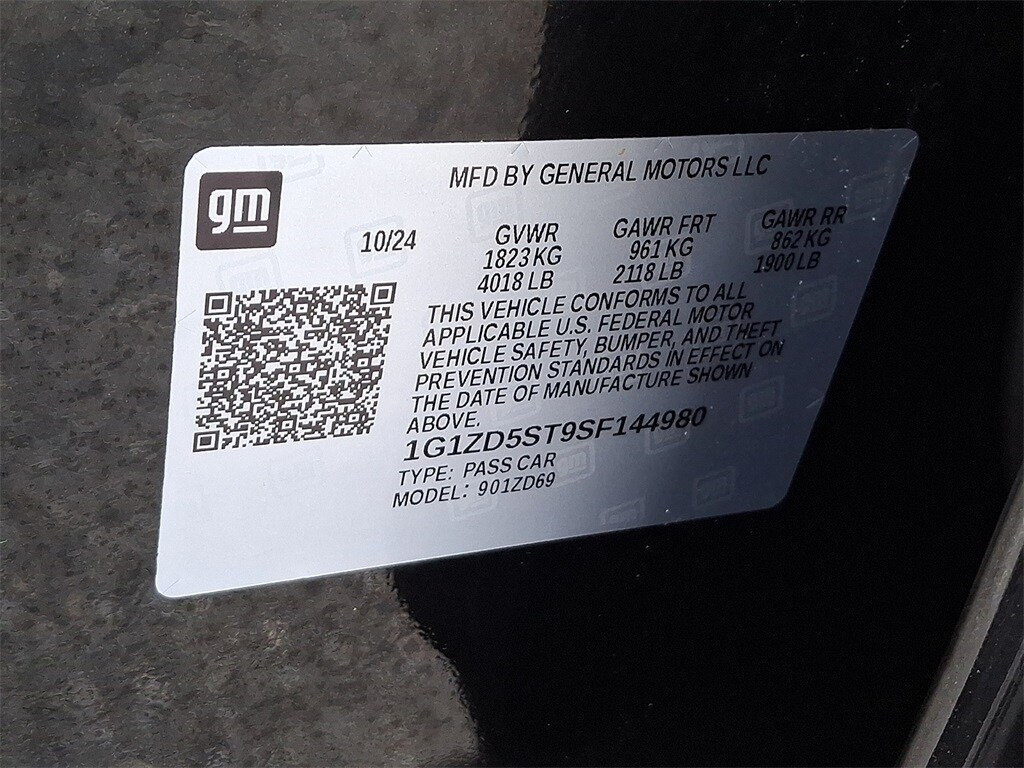 gm
MFD BY GENERAL MOTORS LLC
10/24 GVWR GAWR FRT GAWR RR
1823 KG 961 KG 862 KG
4018 LB 2118 LB 1900 LB
THIS VEHICLE CONFORMS TO ALL
APPLICABLE U.S. FEDERAL MOTOR
VEHICLE SAFETY, BUMPER, AND THEFT
PREVENTION STANDARDS IN EFFECT ON
THE DATE OF MANUFACTURE SHOWN
ABOVE.
1G1ZD5ST9SF144980
TYPE: PASS CAR
MODEL: 901ZD69